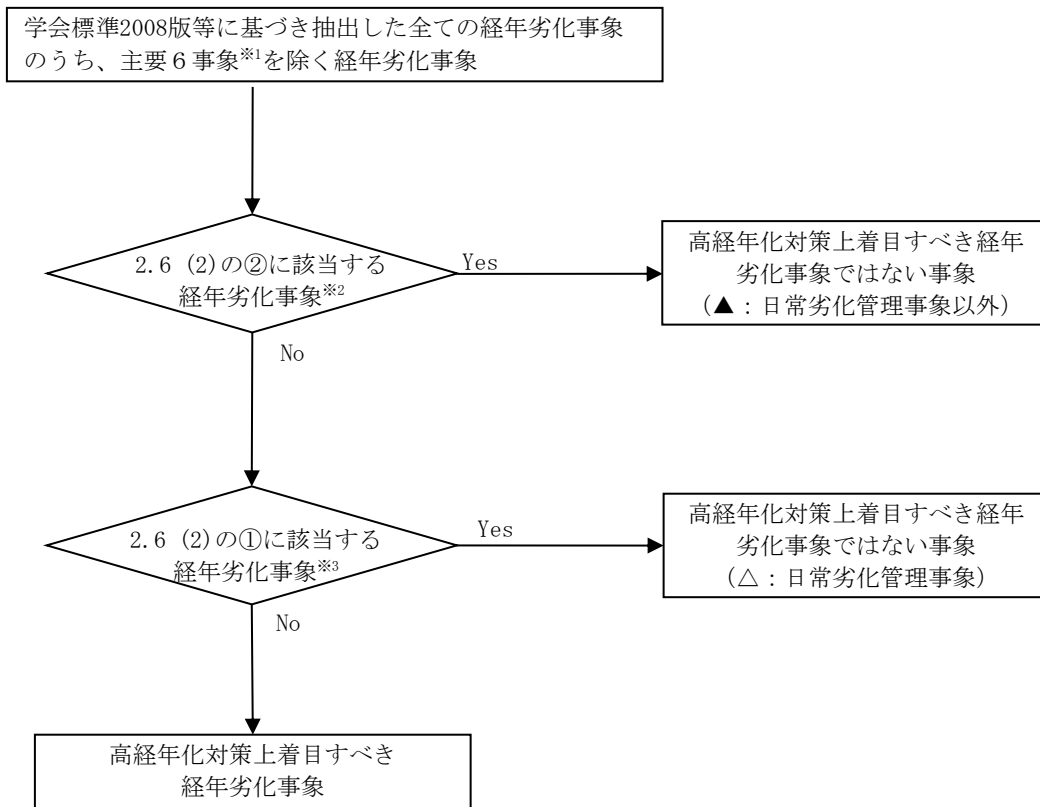 学会標準2008版等に基づき抽出した全ての経年劣化事象
のうち、主要６事象※1を除く経年劣化事象
2.6 (2)の②に該当する
経年劣化事象※2
Yes
高経年化対策上着目すべき経年
劣化事象ではない事象
(▲：日常劣化管理事象以外)
No
2.6 (2)の①に該当する
経年劣化事象※3
Yes
高経年化対策上着目すべき経年
劣化事象ではない事象
(△：日常劣化管理事象)
No
高経年化対策上着目すべき
経年劣化事象